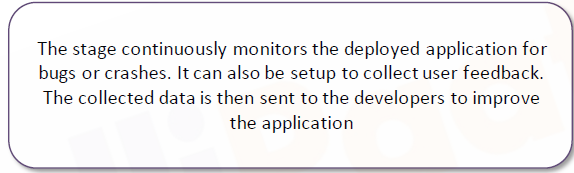 The stage continuously monitors the deployed application for
bugs or crashes. It can also be setup to collect user feedback.
The collected data is then sent to the developers to improve
the application